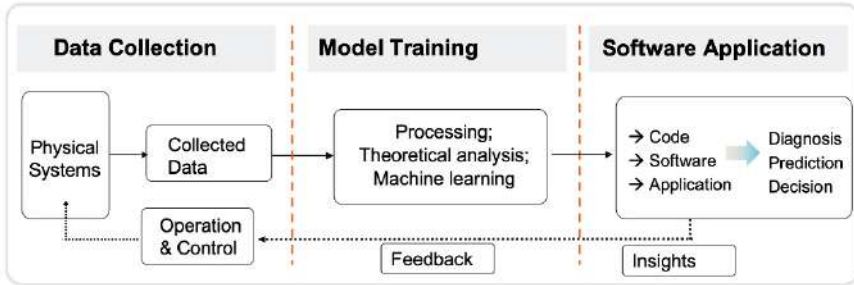 Data Collection
Model Training
Software Application
Physical
Systems
Collected
Data
Processing;
Theoretical analysis;
Machine learning
→ Code
→ Software
→ Application
Diagnosis
Prediction
Decision
Operation
& Control
Feedback
Insights